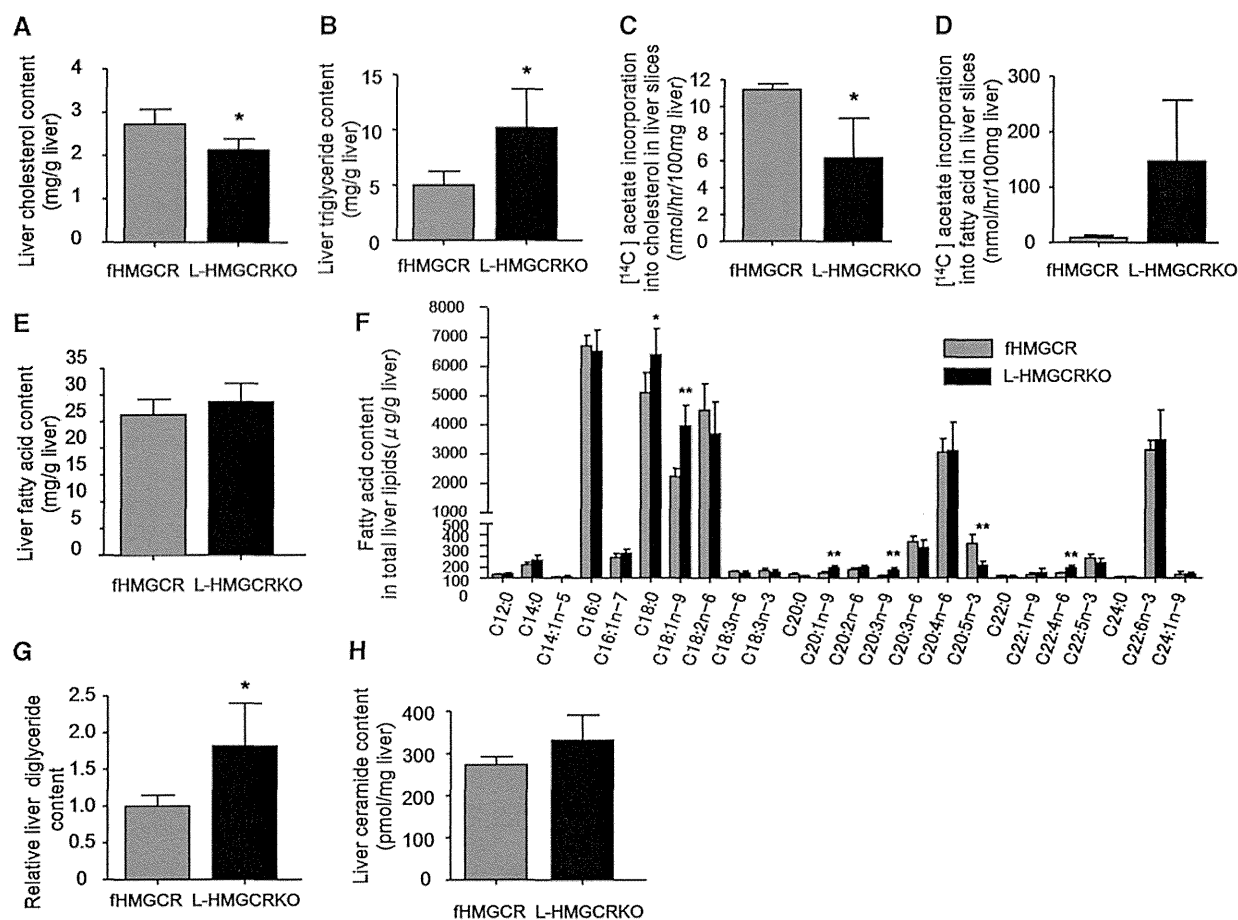 A
Liver cholesterol content
(mg/g liver)
4
3
2
1
0
*
fHMGCR L-HMGCRKO
B
Liver triglyceride content
(mg/g liver)
15
10
5
0
*
fHMGCR L-HMGCRKO
C
[¹⁴C ] acetate incorporation
into cholesterol in liver slices
(nmol/hr/100mg liver)
12
10
8
6
4
2
0
*
fHMGCR L-HMGCRKO
D
[¹⁴C ] acetate incorporation
into fatty acid in liver slices
(nmol/hr/100mg liver)
300
200
100
0
fHMGCR L-HMGCRKO
E
Liver fatty acid content
(mg/g liver)
35
30
25
20
15
10
5
0
fHMGCR L-HMGCRKO
F
Fatty acid content
in total liver lipids(μg/g liver)
8000
7000
6000
5000
4000
3000
2000
1000
500
400
300
200
100
0
*
**
**
**
**
**
fHMGCR
L-HMGCRKO
C12:0
C14:0
C14:1n-5
C16:0
C16:1n-7
C18:0
C18:1n-9
C18:2n-6
C18:3n-6
C18:3n-3
C20:0
C20:1n-9
C20:2n-6
C20:3n-9
C20:3n-6
C20:4n-6
C20:5n-3
C22:0
C22:1n-9
C22:4n-6
C22:5n-3
C24:0
C22:6n-3
C24:1n-9
G
Relative liver diglyceride
content
2.5
2.0
1.5
1.0
0.5
0
*
fHMGCR L-HMGCRKO
H
Liver ceramide content
(pmol/mg liver)
400
300
200
100
0
fHMGCR L-HMGCRKO